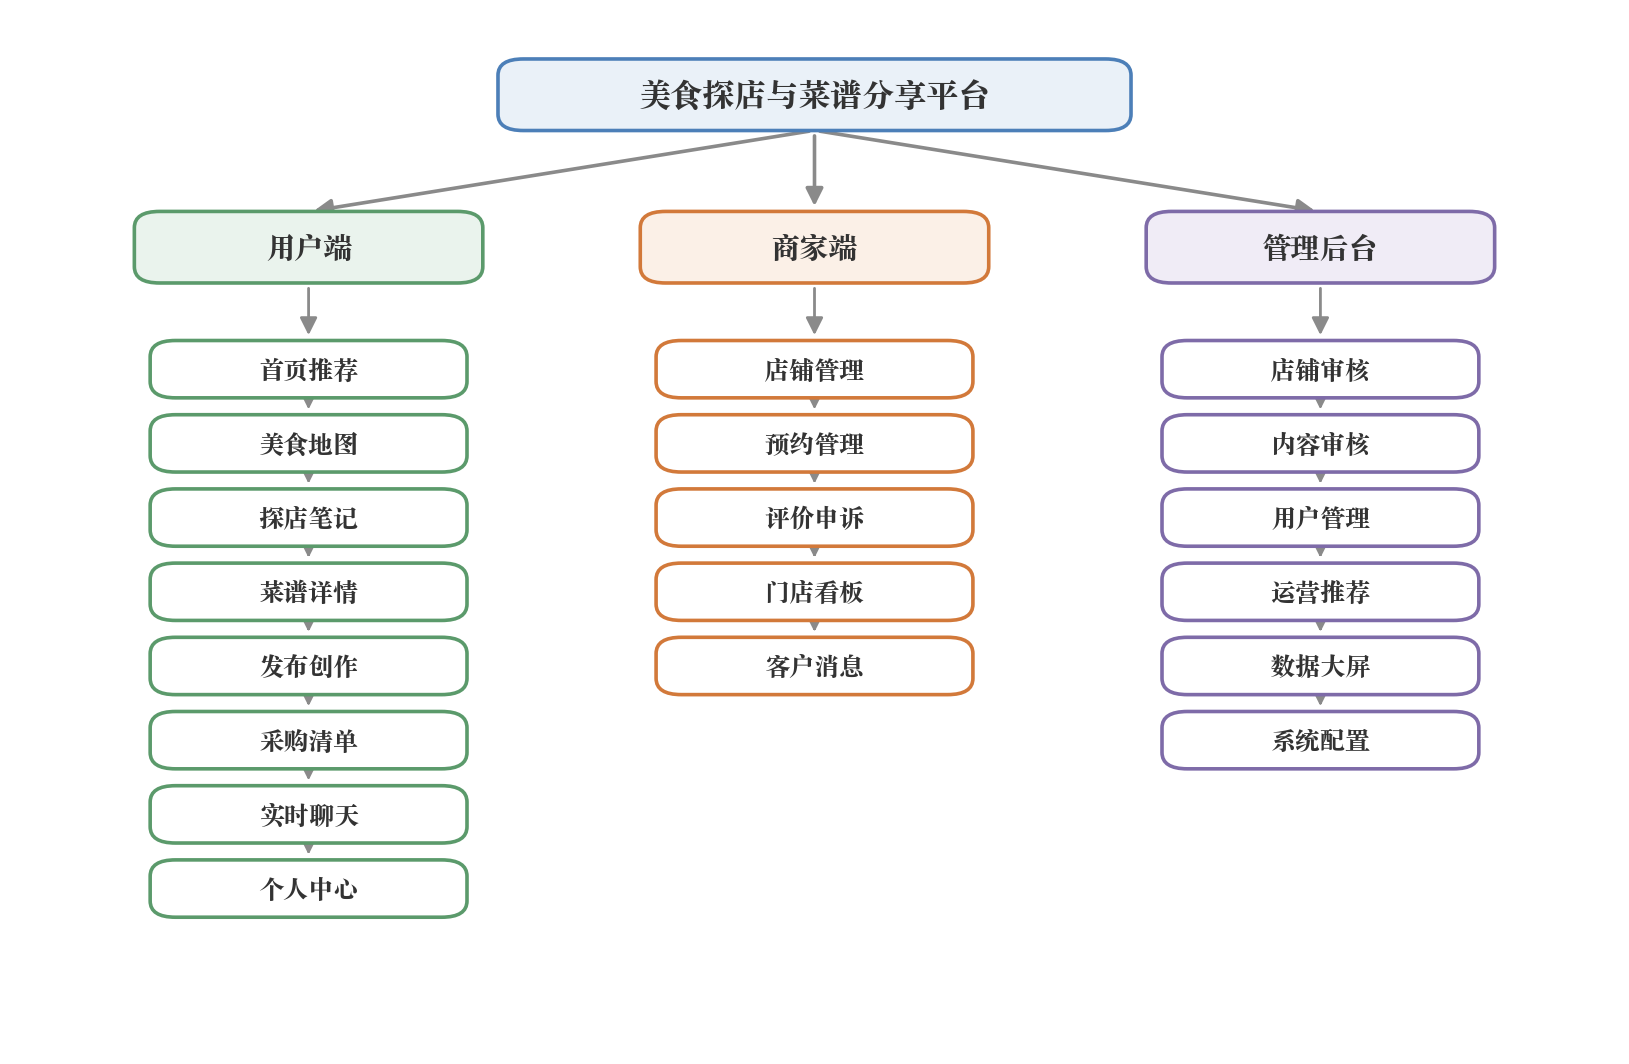 美食探店与菜谱分享平台
用户端
商家端
管理后台
首页推荐
美食地图
探店笔记
菜谱详情
发布创作
采购清单
实时聊天
个人中心
店铺管理
预约管理
评价申诉
门店看板
客户消息
店铺审核
内容审核
用户管理
运营推荐
数据大屏
系统配置